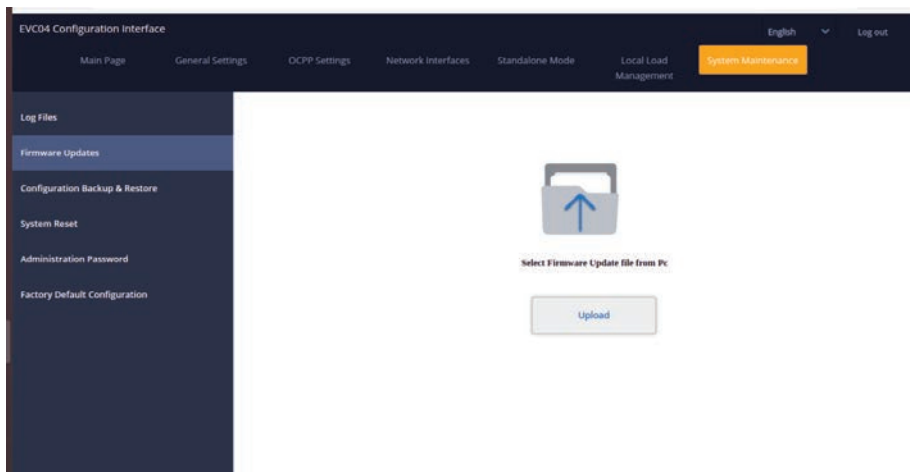 EVC04 Configuration Interface
English
Log out
Main Page
General Settings
OCPP Settings
Network Interfaces
Standalone Mode
Local Load
Management
System Maintenance
Log Files
Firmware Updates
Configuration Backup & Restore
System Reset
Administration Password
Factory Default Configuration
Select Firmware Update file from Pc
Upload